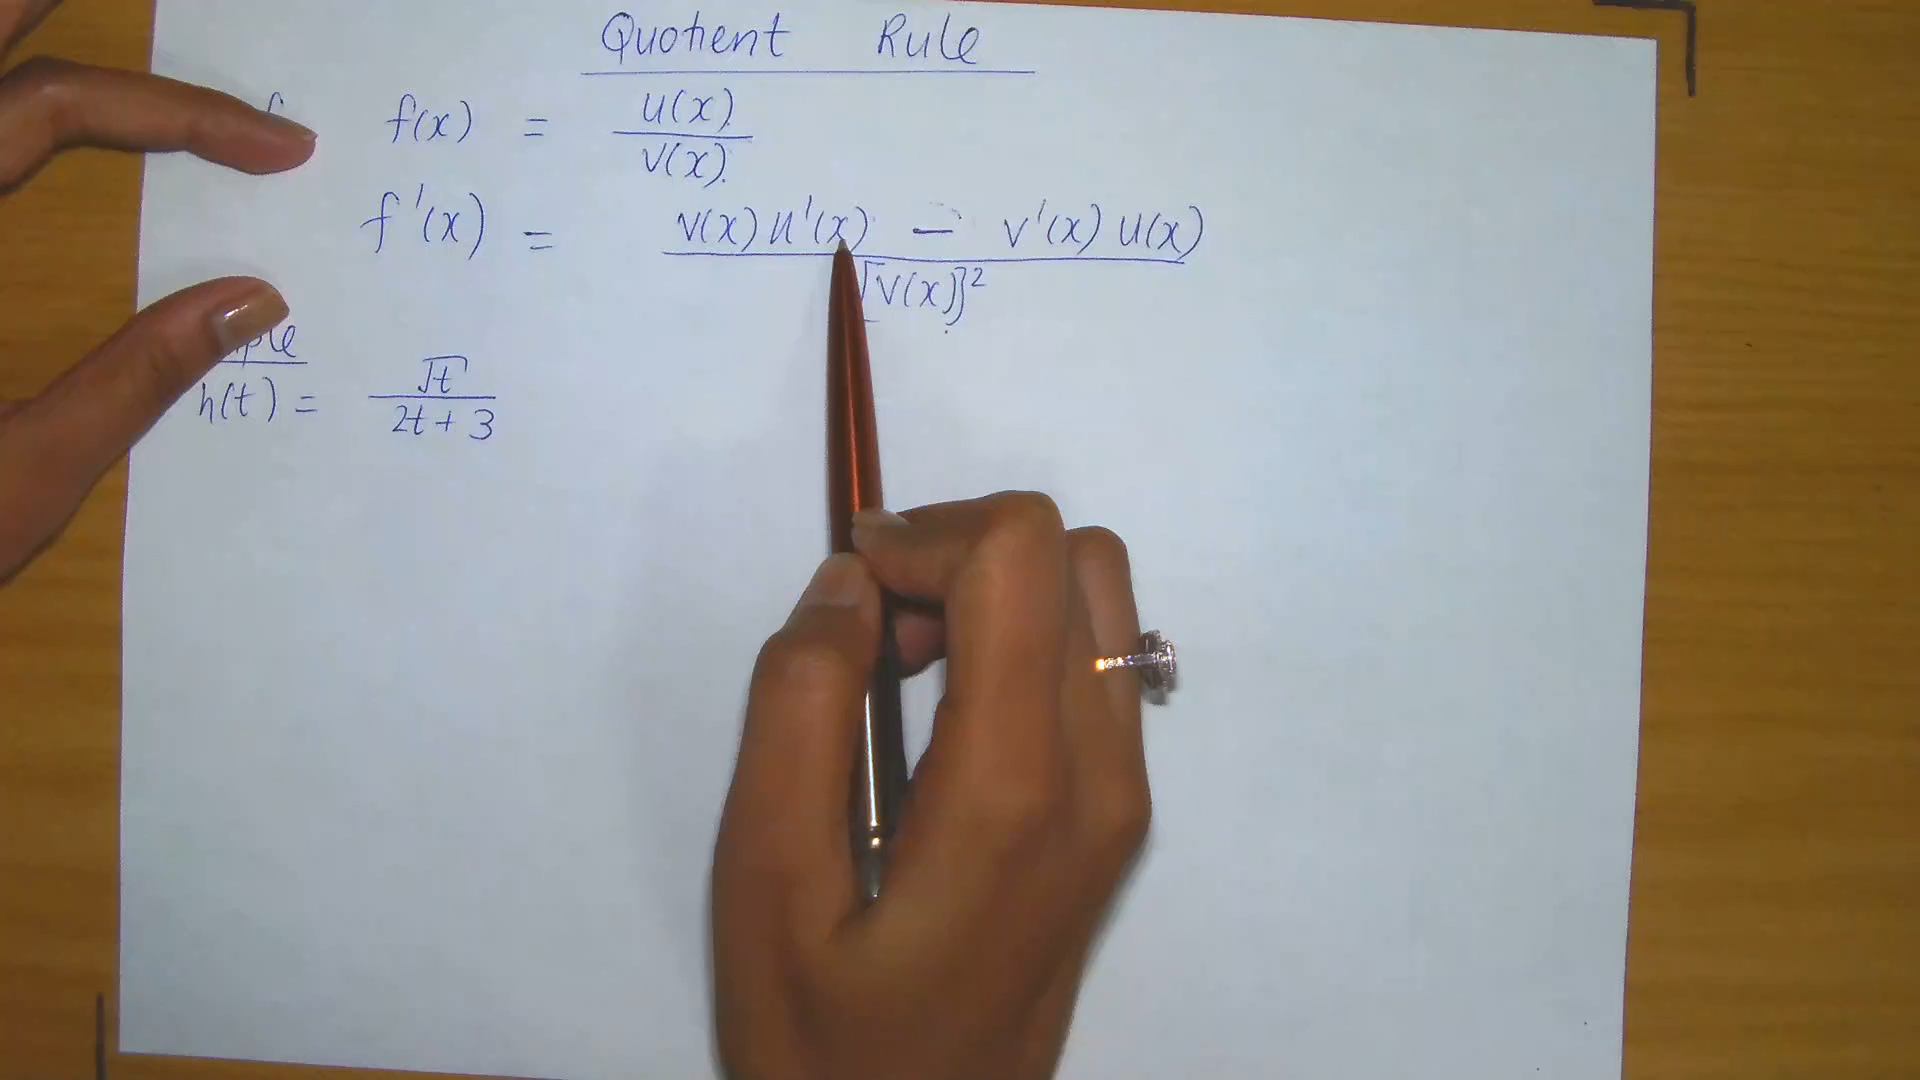 Quotient Rule
f(x) = u(x) / v(x)
f'(x) = v(x) u'(x) - v'(x) u(x) / [v(x)]²
h(t) = √t / 2t + 3